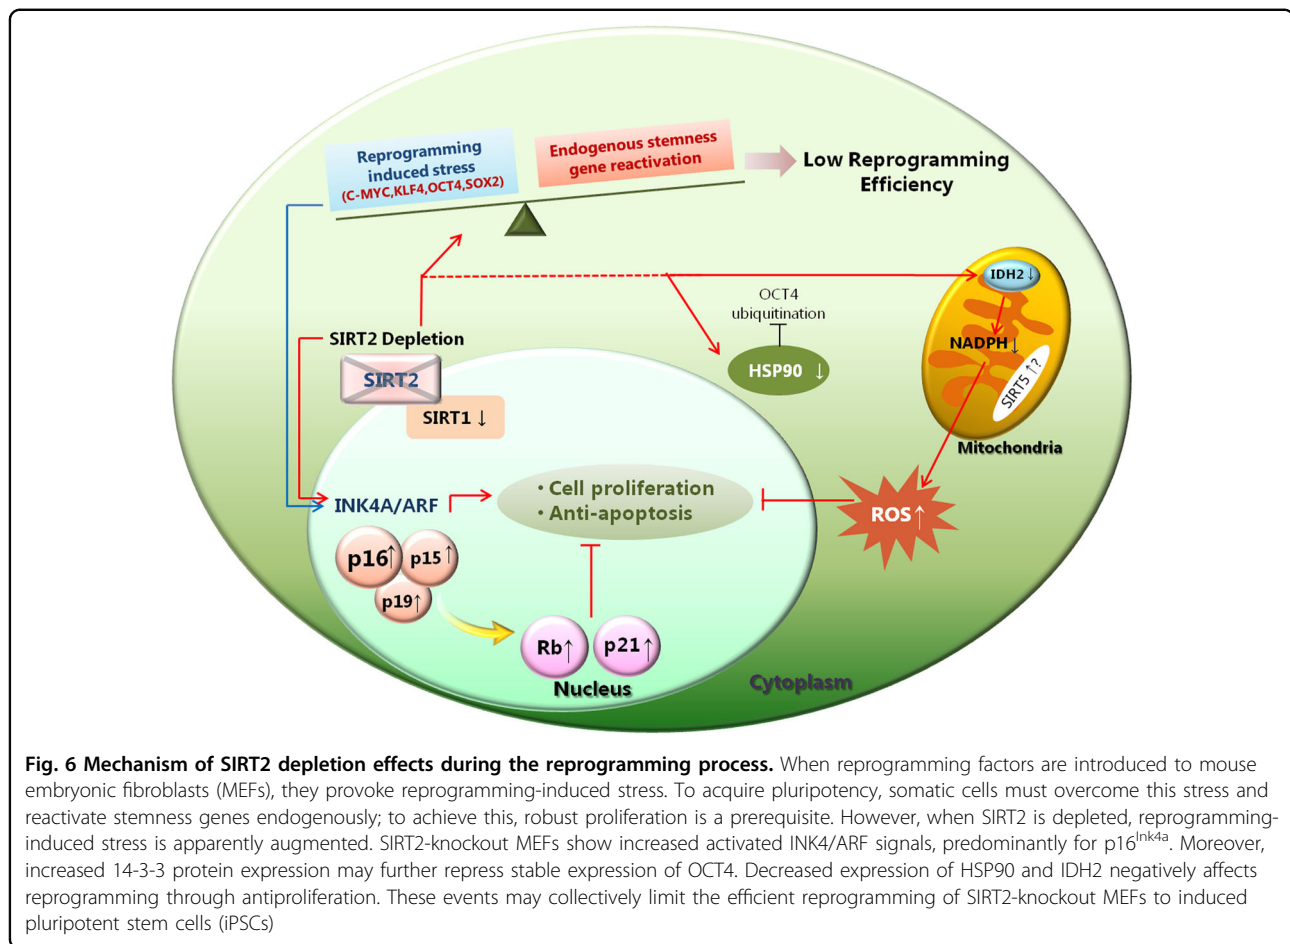 Reprogramming
induced stress
(C-MYC,KLF4,OCT4,SOX2)
Endogenous stemness
gene reactivation
Low Reprogramming
Efficiency
IDH2 ↓
OCT4
ubiquitination
NADPH ↓
SIRT2 Depletion
HSP90 ↓
SIRT5 ↑?
SIRT2
SIRT1 ↓
Mitochondria
• Cell proliferation
• Anti-apoptosis
INK4A/ARF
ROS ↑
p16↑
p15↑
p19↑
Rb↑
p21↑
Nucleus
Cytoplasm
Fig. 6 Mechanism of SIRT2 depletion effects during the reprogramming process. When reprogramming factors are introduced to mouse
embryonic fibroblasts (MEFs), they provoke reprogramming-induced stress. To acquire pluripotency, somatic cells must overcome this stress and
reactivate stemness genes endogenously; to achieve this, robust proliferation is a prerequisite. However, when SIRT2 is depleted, reprogramming-
induced stress is apparently augmented. SIRT2-knockout MEFs show increased activated INK4/ARF signals, predominantly for p16^Ink4a. Moreover,
increased 14-3-3 protein expression may further repress stable expression of OCT4. Decreased expression of HSP90 and IDH2 negatively affects
reprogramming through antiproliferation. These events may collectively limit the efficient reprogramming of SIRT2-knockout MEFs to induced
pluripotent stem cells (iPSCs)